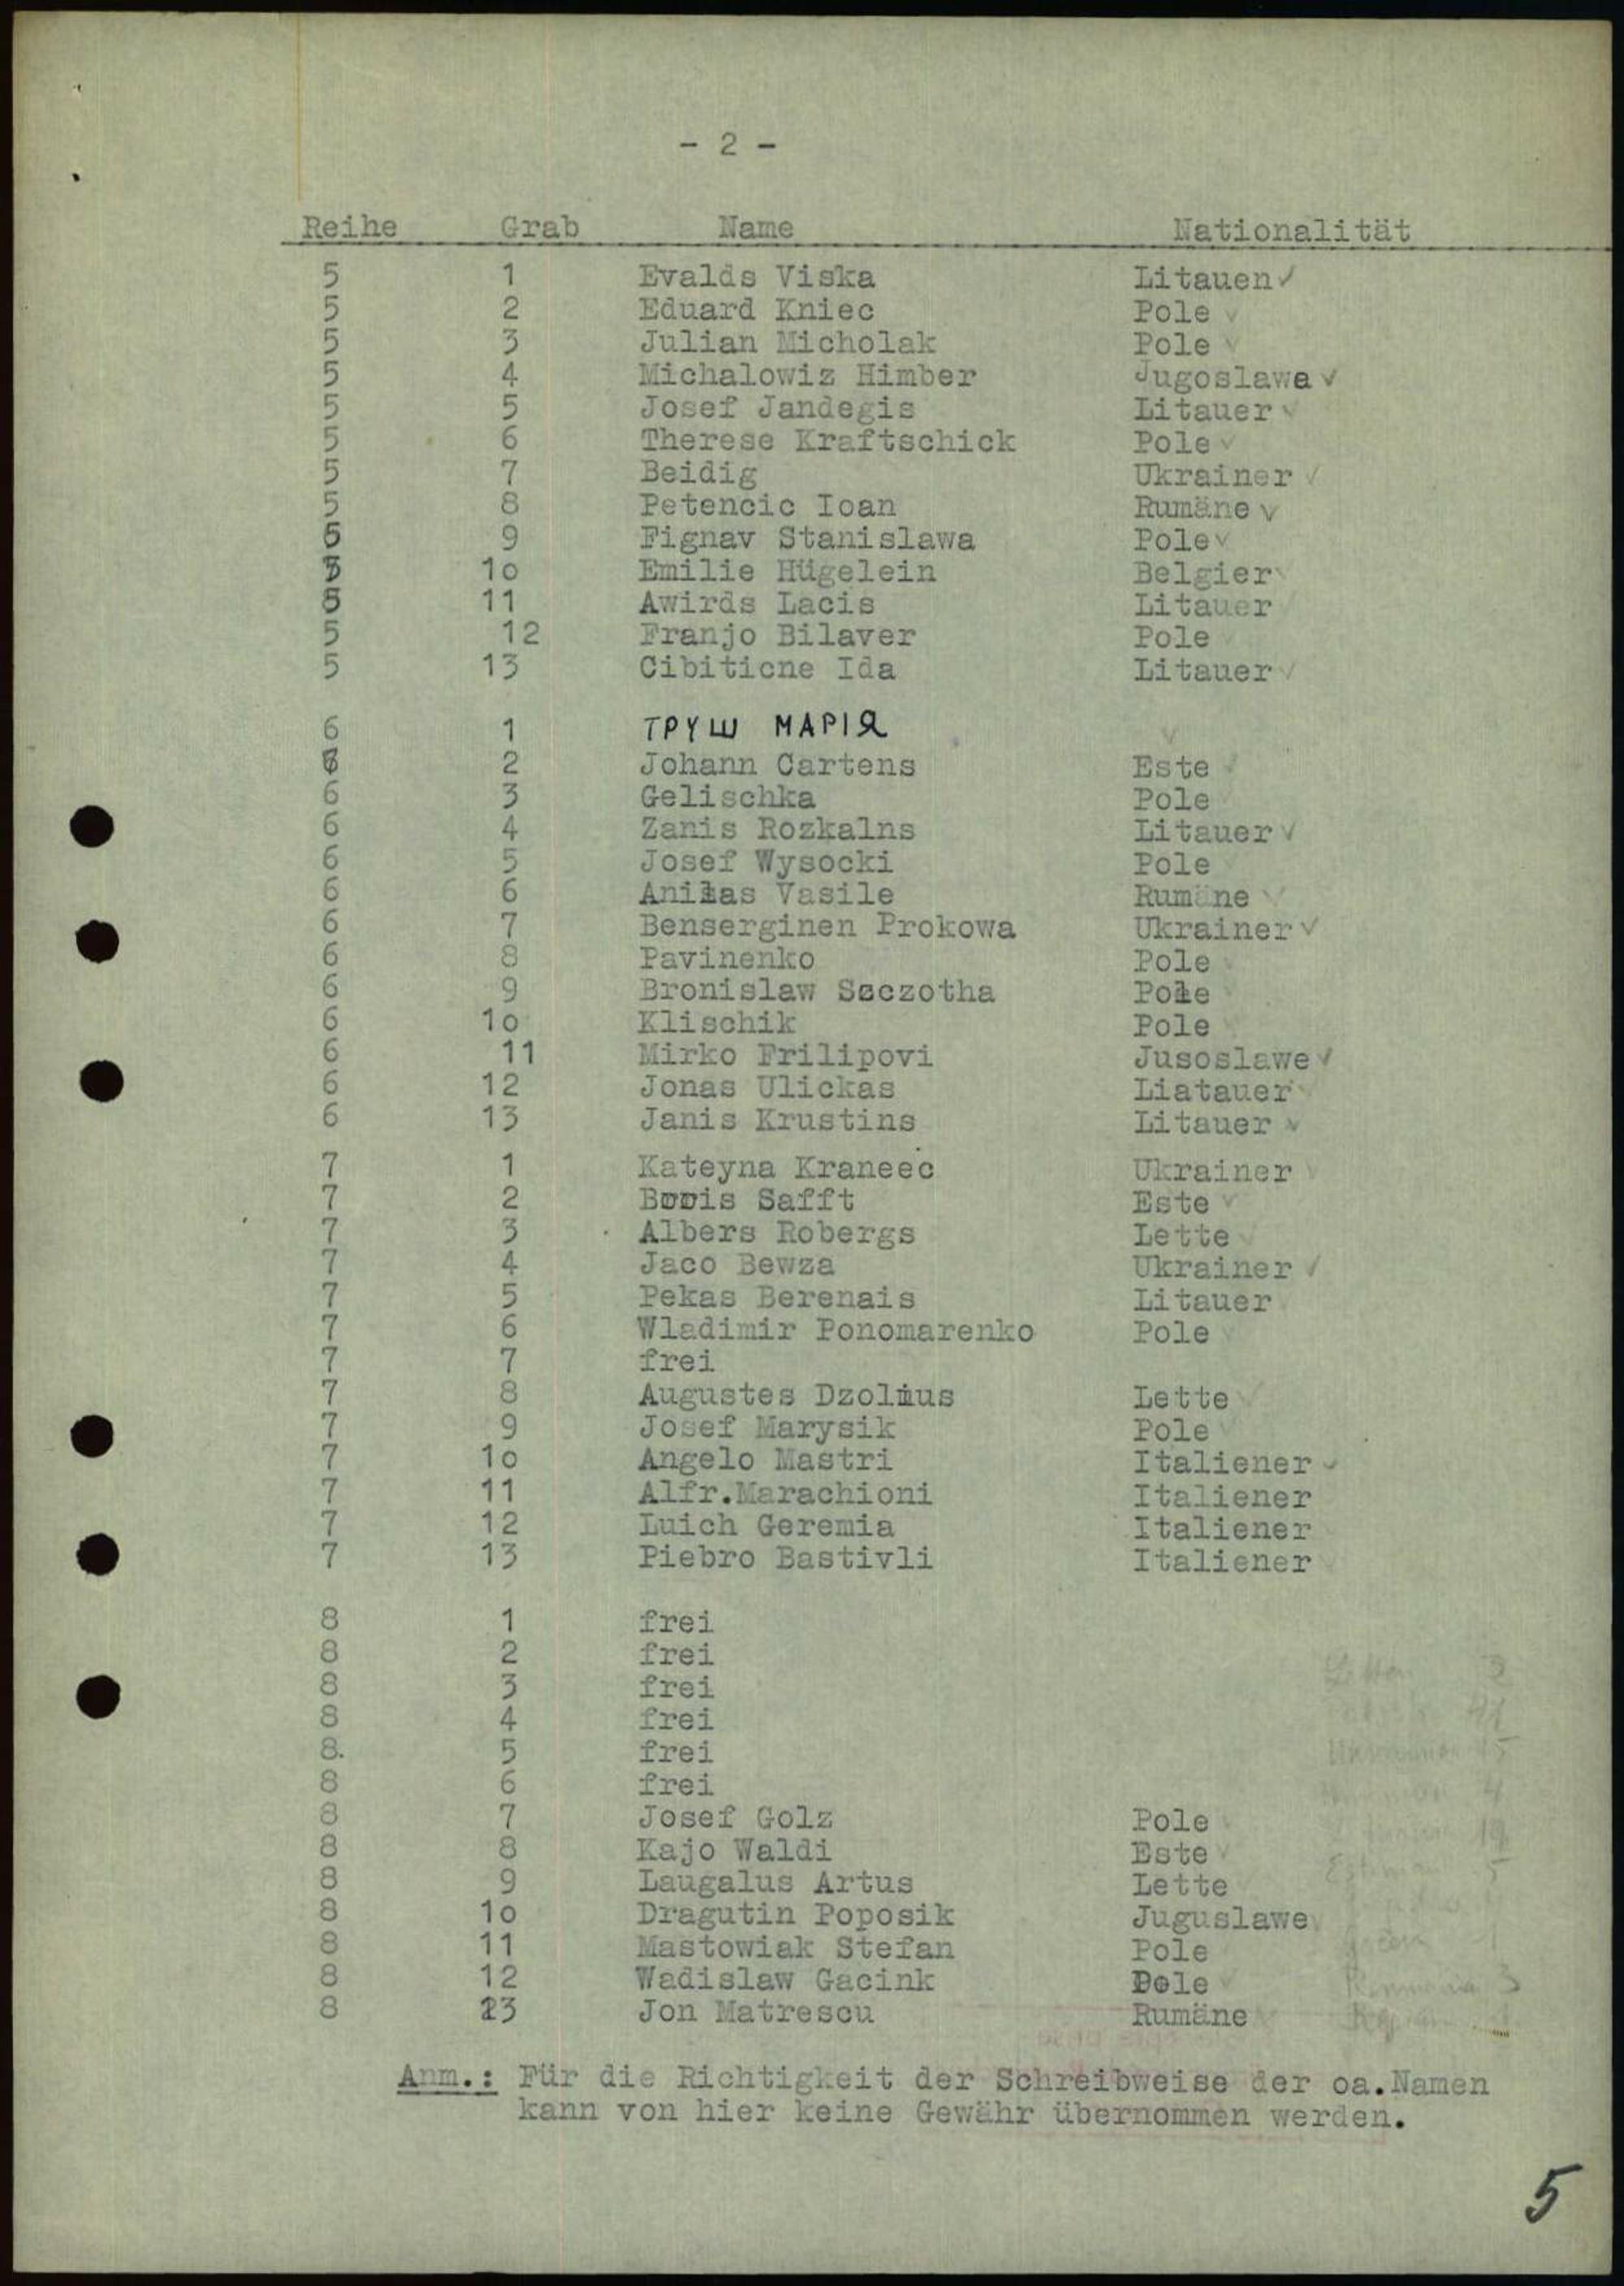 - 2 -
Reihe Grab Name Nationalität
5 1 Evalds Viska Litauen ✓
5 2 Eduard Kniec Pole
5 3 Julian Micholak Pole
5 4 Michalowiz Himber Jugoslawe
5 5 Josef Jandegis Litauer
5 6 Therese Kraftschick Pole
5 7 Beidig Ukrainer
5 8 Petencic Ioan Rumäne
5 9 Fignav Stanislawa Pole
5 10 Emilie Hügelein Belgier
5 11 Awirds Lacis Litauer
5 12 Franjo Bilaver Pole
5 13 Cibiticne Ida Litauer
6 1 ТРУШ МАРІЯ
6 2 Johann Cartens Este
6 3 Gelischka Pole
6 4 Zanis Rozkalns Litauer
6 5 Josef Wysocki Pole
6 6 Vasile Rumäne
6 7 Benserginen Prokowa Ukrainer
6 8 Pavinenko Pole
6 9 Bronislaw Ssczotha Pole
6 10 Klischik Pole
6 11 Mirko Frilipovi Jusoslawe
6 12 Jonas Ulickas Liatauer
6 13 Janis Krustins Litauer
7 1 Kateyna Kraneec Ukrainer
7 2 Boris Safft Este
7 3 Albers Robergs Lette
7 4 Jaco Bewza Ukrainer
7 5 Pekas Berenais Litauer
7 6 Wladimir Ponomarenko Pole
7 7 frei
7 8 Augustes Lette
7 9 Josef Marysik Pole
7 10 Angelo Mastri Italiener
7 11 Alfr.Marachioni Italiener
7 12 Luich Geremia Italiener
7 13 Piebro Bastivli Italiener
8 1 frei
8 2 frei
8 3 frei
8 4 frei
8. 5 frei
8 6 frei
8 7 Josef Golz Pole
8 8 Kajo Waldi Este
8 9 Laugalus Artus Lette
8 10 Dragutin Poposik Juguslawe
8 11 Mastowiak Stefan Pole
8 12 Wadislaw Gacink Pole
8 13 Jon Matrescu Rumäne
Anm.: Für die Richtigkeit der Schreibweise der oa.Namen
kann von hier keine Gewähr übernommen werden.
5